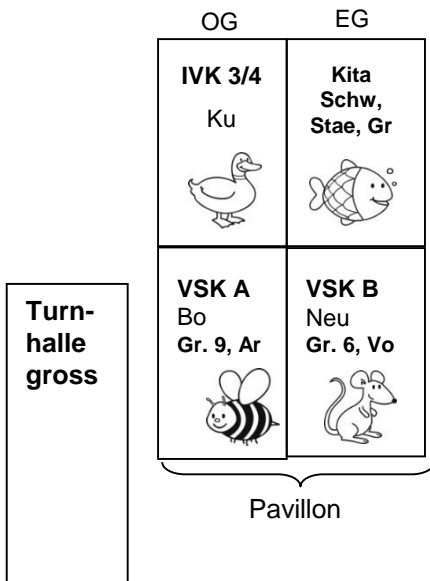 OG
EG
IVK 3/4
Ku
Kita
Schw,
Stae, Gr
VSK A
Bo
Gr. 9, Ar
VSK B
Neu
Gr. 6, Vo
Turn-
halle
gross
Pavillon